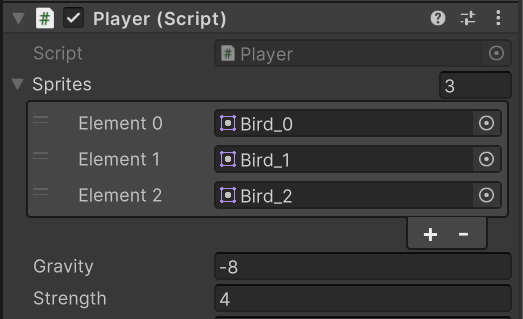 Player (Script)
Script Player
Sprites 3
Element 0 Bird_0
Element 1 Bird_1
Element 2 Bird_2
+ -
Gravity -8
Strength 4